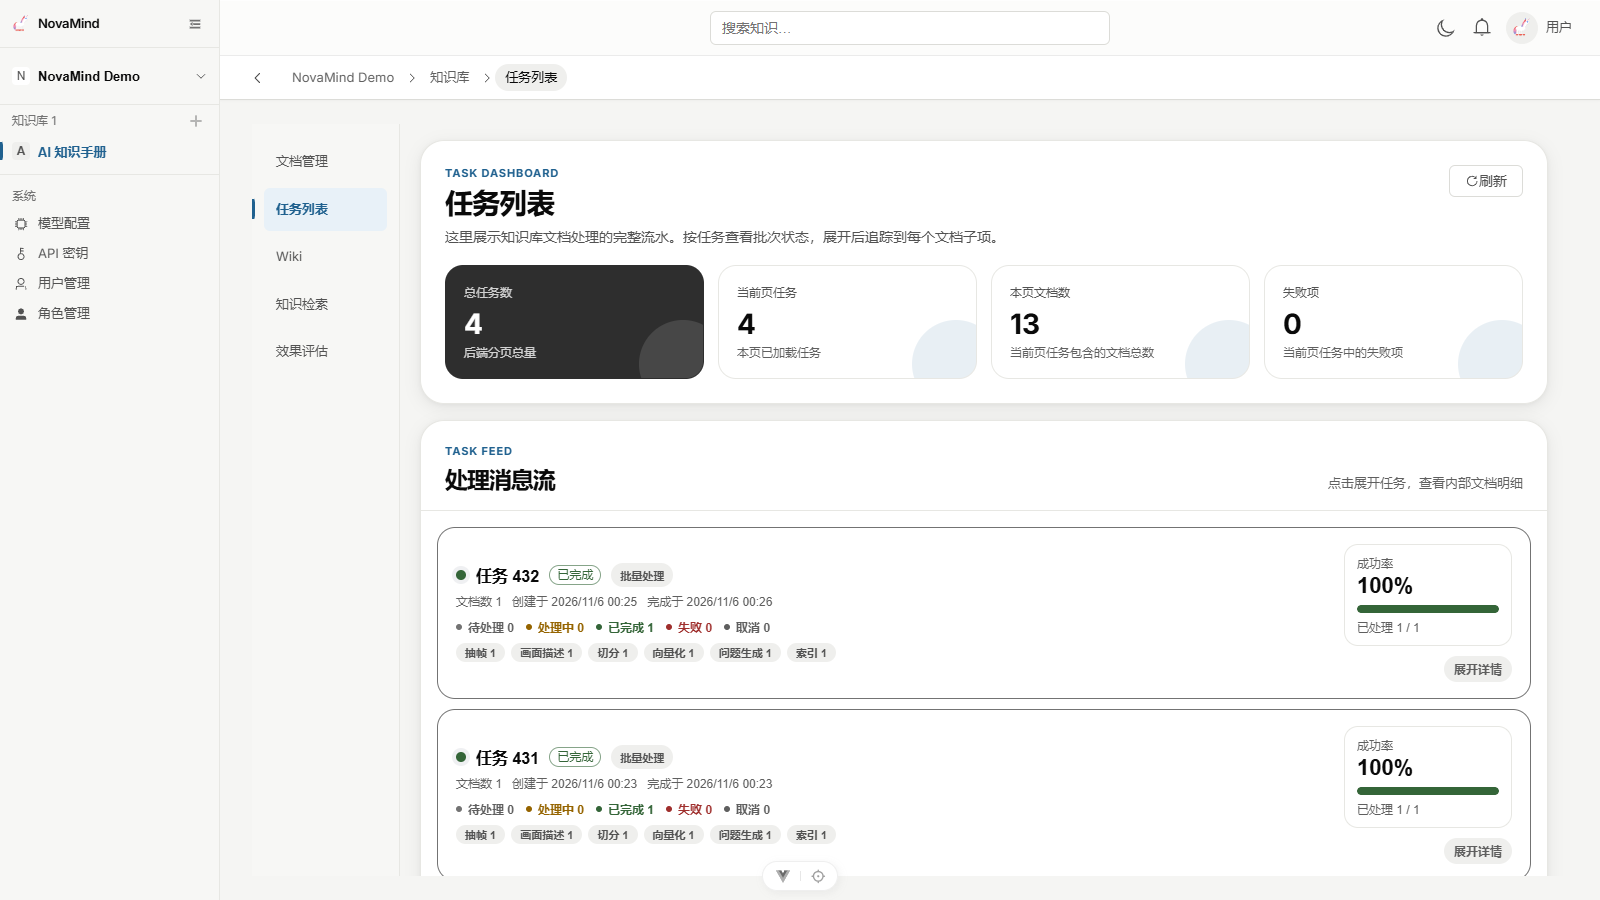 NovaMind
搜索知识...
用户
N NovaMind Demo
NovaMind Demo > 知识库 > 任务列表
知识库 1
A AI 知识手册
系统
模型配置
API 密钥
用户管理
角色管理
文档管理
任务列表
Wiki
知识检索
效果评估
TASK DASHBOARD
任务列表
刷新
这里展示知识库文档处理的完整流水。按任务查看批次状态，展开后追踪到每个文档子项。
总任务数
4
后端分页总量
当前页任务
4
本页已加载任务
本页文档数
13
当前页任务包含的文档总数
失败项
0
当前页任务中的失败项
TASK FEED
处理消息流
点击展开任务，查看内部文档明细
任务 432 已完成 批量处理
文档数 1 创建于 2026/11/6 00:25 完成于 2026/11/6 00:26
待处理 0 处理中 0 已完成 1 失败 0 取消 0
抽帧 1 画面描述 1 切分 1 向量化 1 问题生成 1 索引 1
成功率
100%
已处理 1 / 1
展开详情
任务 431 已完成 批量处理
文档数 1 创建于 2026/11/6 00:23 完成于 2026/11/6 00:23
待处理 0 处理中 0 已完成 1 失败 0 取消 0
抽帧 1 画面描述 1 切分 1 向量化 1 问题生成 1 索引 1
成功率
100%
已处理 1 / 1
展开详情